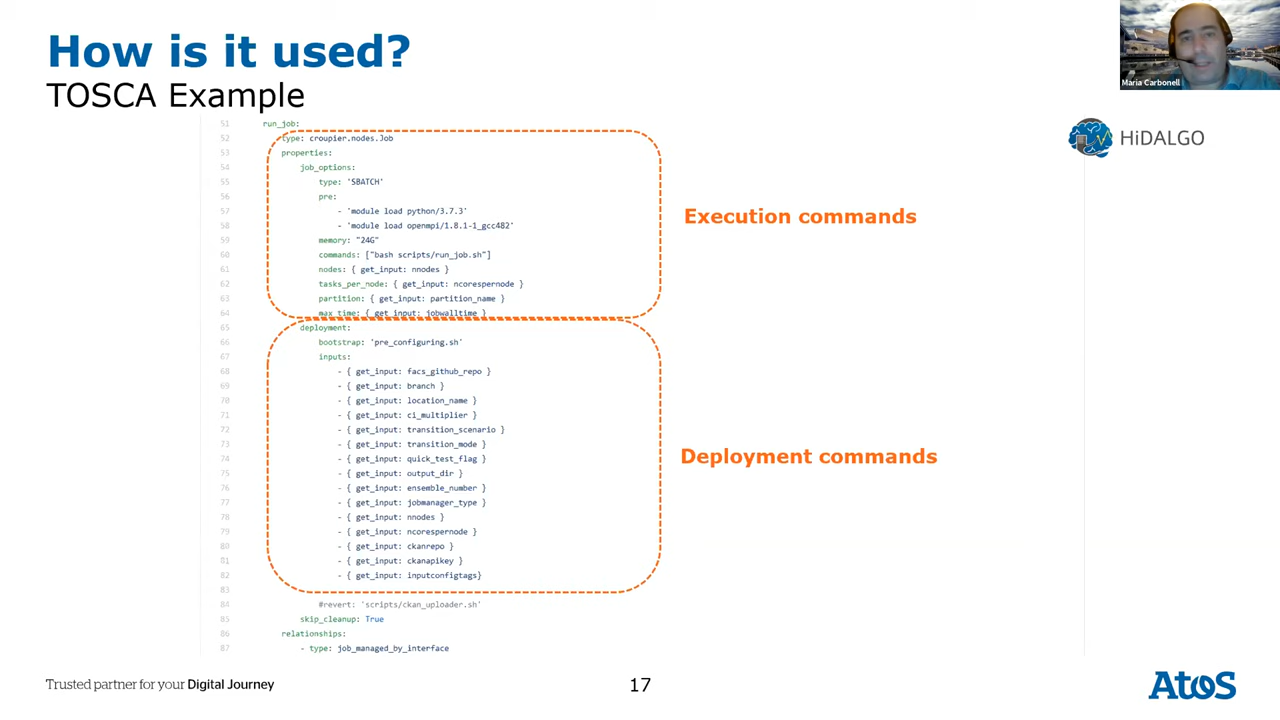 How is it used?
TOSCA Example
Maria Carbonell
HiDALGO
51 run_job:
52 type: croupier.nodes.Job
53 properties:
54 job_options:
55 type: 'SBATCH'
56 pre:
57 - 'module load python/3.7.3'
58 - 'module load openmpi/1.8.1-1_gcc482'
59 memory: "24G"
60 commands: ["bash scripts/run_job.sh"]
61 nodes: { get_input: nnodes }
62 tasks_per_node: { get_input: ncorespernode }
63 partition: { get_input: partition_name }
64 max_time: { get_input: jobwalltime }
Execution commands
65 deployment:
66 bootstrap: 'pre_configuring.sh'
67 inputs:
68 - { get_input: facs_github_repo }
69 - { get_input: branch }
70 - { get_input: location_name }
71 - { get_input: ci_multiplier }
72 - { get_input: transition_scenario }
73 - { get_input: transition_mode }
74 - { get_input: quick_test_flag }
75 - { get_input: output_dir }
76 - { get_input: ensemble_number }
77 - { get_input: jobmanager_type }
78 - { get_input: nnodes }
79 - { get_input: ncorespernode }
80 - { get_input: ckanrepo }
81 - { get_input: ckanapikey }
82 - { get_input: inputconfigtags}
83
Deployment commands
84 #revert: 'scripts/ckan_uploader.sh'
85 skip_cleanup: True
86 relationships:
87 - type: job_managed_by_interface
Trusted partner for your Digital Journey
17
Atos